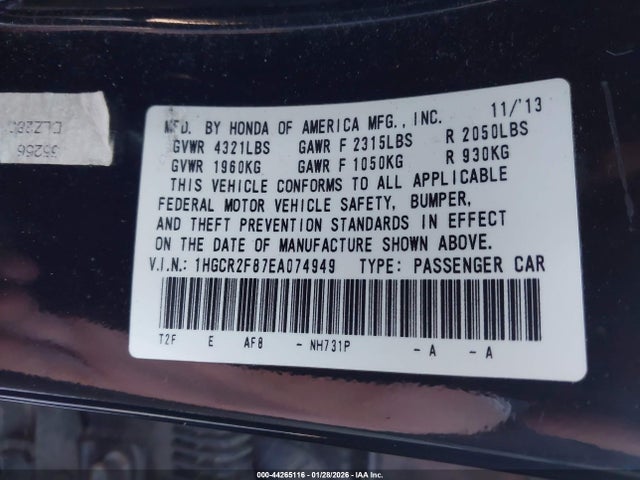 MFD. BY HONDA OF AMERICA MFG., INC. 11/'13
GVWR 4321LBS GAWR F 2315LBS R 2050LBS
GVWR 1960KG GAWR F 1050KG R 930KG
THIS VEHICLE CONFORMS TO ALL APPLICABLE
FEDERAL MOTOR VEHICLE SAFETY, BUMPER,
AND THEFT PREVENTION STANDARDS IN EFFECT
ON THE DATE OF MANUFACTURE SHOWN ABOVE.
V.I.N.: 1HGCR2F87EA074949 TYPE: PASSENGER CAR
T2F E AF8 - NH731P - A - A
000-44265116 | 01/28/2026 - IAA Inc.